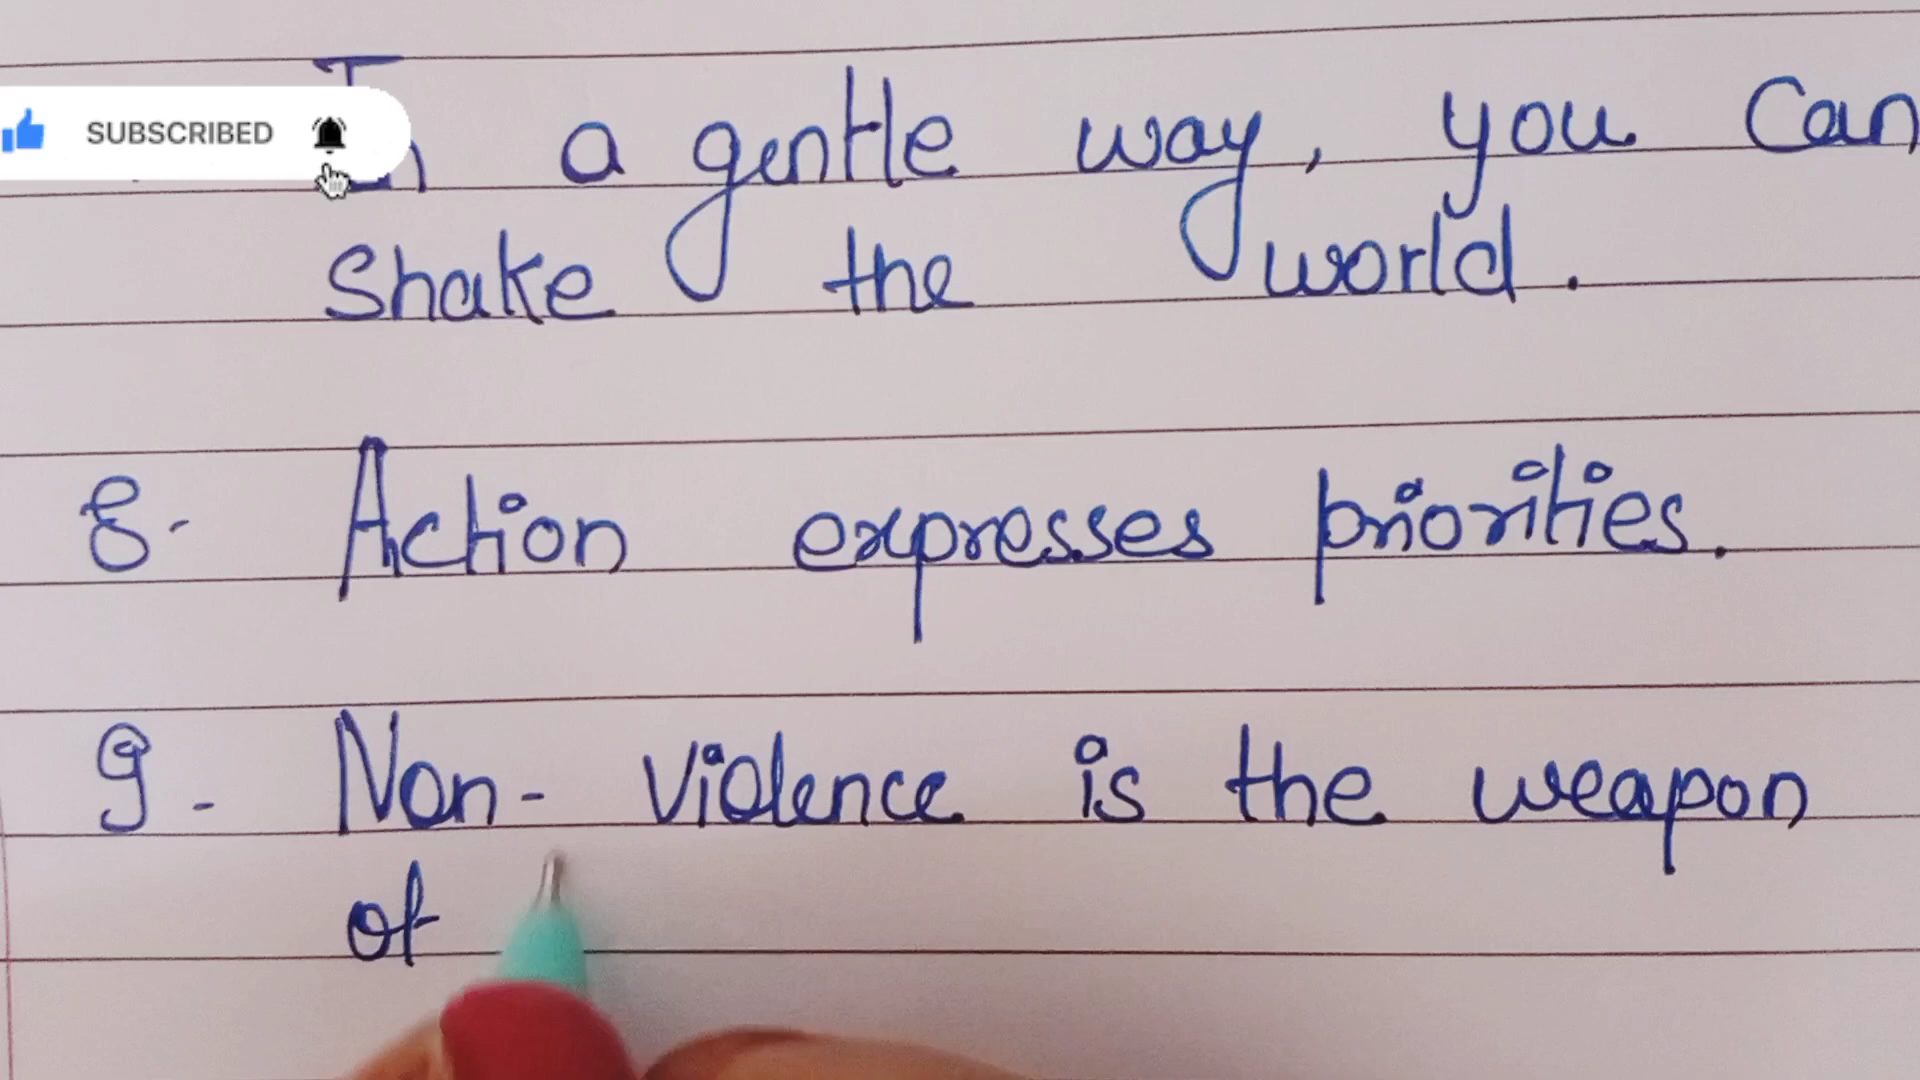 SUBSCRIBED
In a gentle way, you Can
Shake the world.
8- Action expresses priorities.
9- Non- violence is the weapon
of